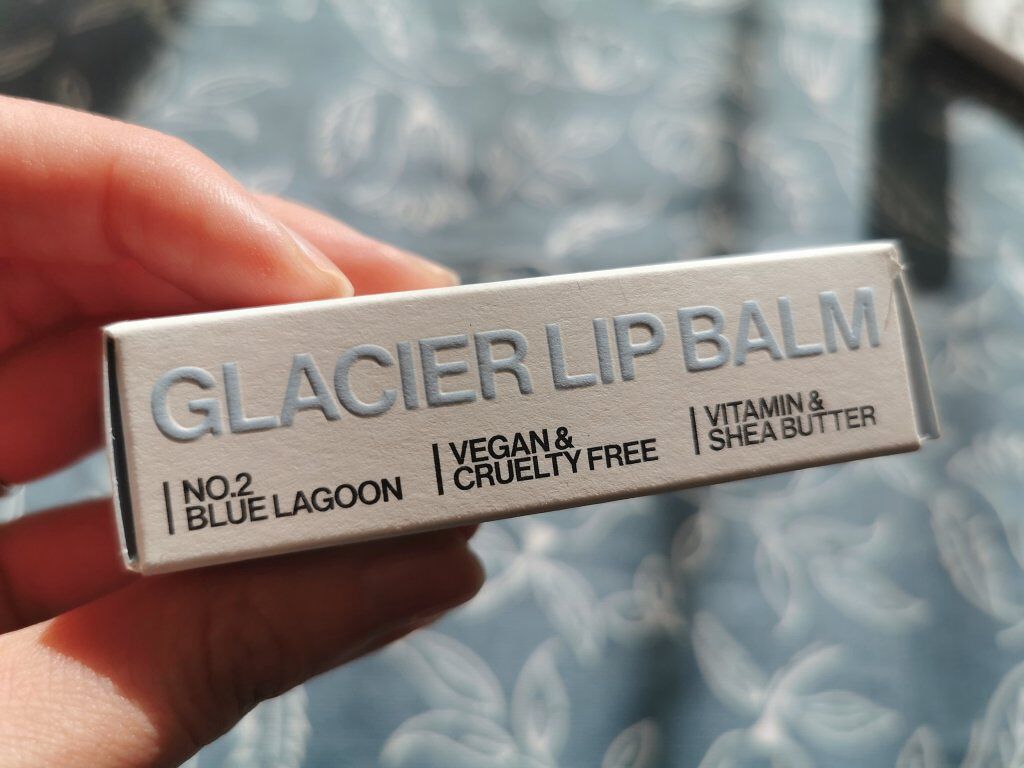 GLACIER LIP BALM
NO.2
BLUE LAGOON
VEGAN &
CRUELTY FREE
VITAMIN &
SHEA BUTTER